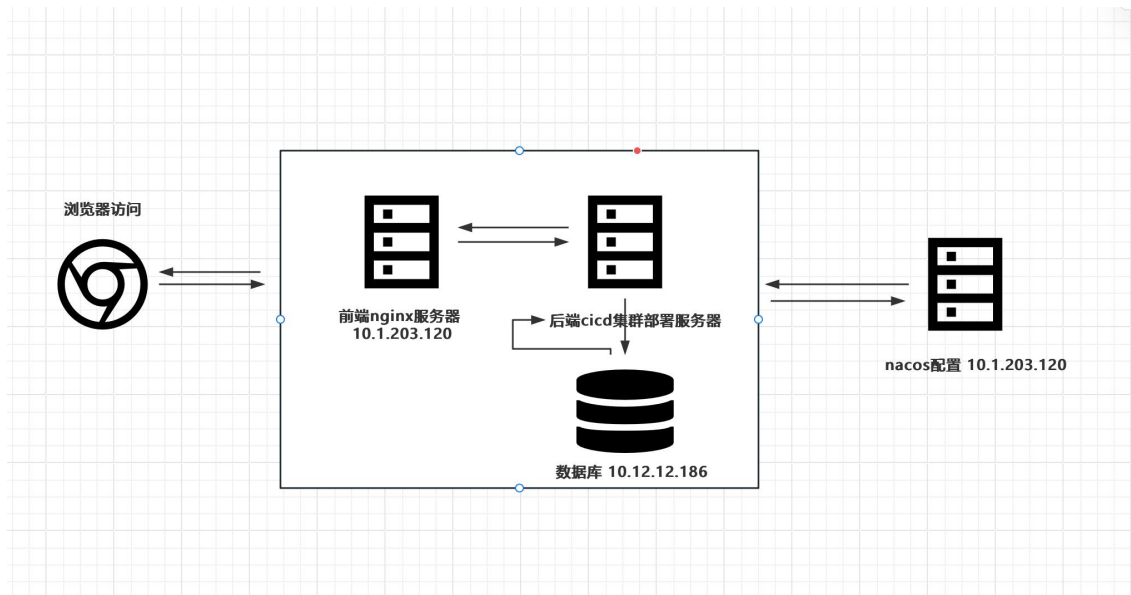 浏览器访问
前端nginx服务器
10.1.203.120
后端cicd集群部署服务器
数据库 10.12.12.186
nacos配置 10.1.203.120